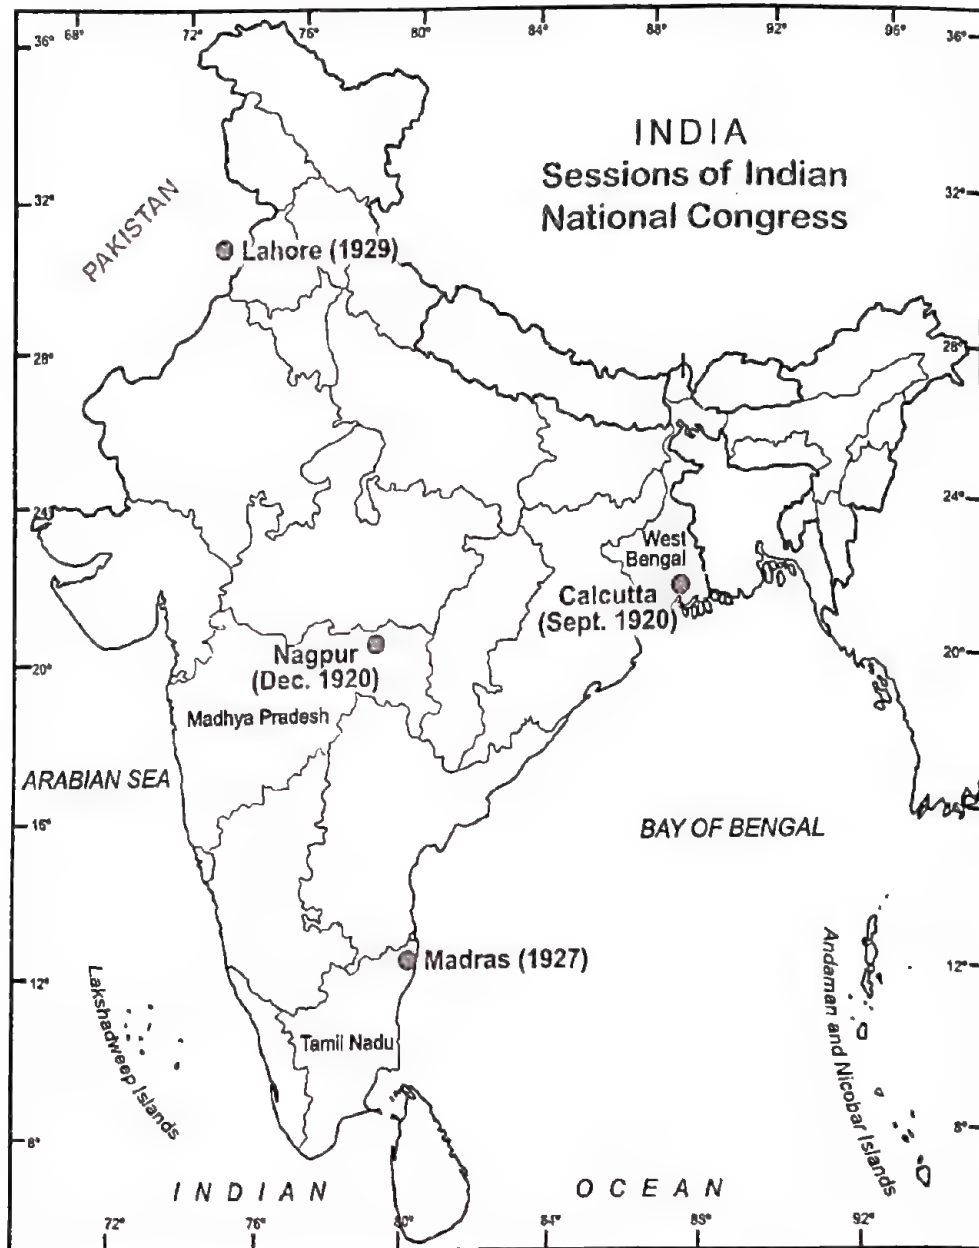 68° 72° 76° 80° 84° 88° 92° 96°
36° 36°
INDIA
Sessions of Indian
National Congress
32° 32°
PAKISTAN
Lahore (1929)
28° 28°
24° 24°
West
Bengal
Calcutta
(Sept. 1920)
20° 20°
Nagpur
(Dec. 1920)
Madhya Pradesh
ARABIAN SEA
16° 16°
BAY OF BENGAL
Madras (1927)
12° 12°
Lakshadweep Islands
Andaman and Nicobar Islands
Tamil Nadu
8° 8°
INDIAN OCEAN
72° 76° 80° 84° 88° 92°